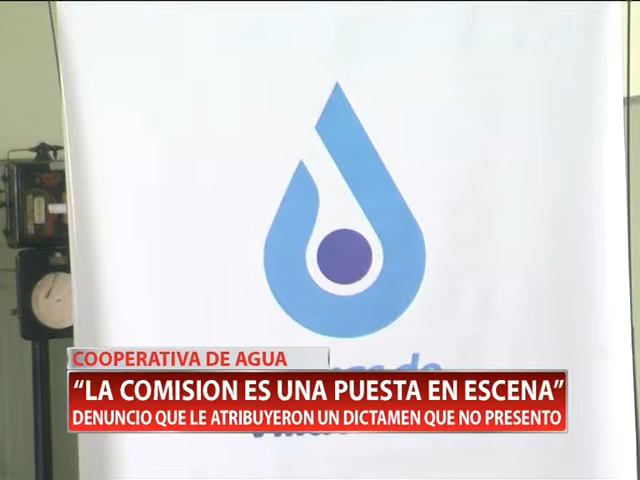 COOPERATIVA DE AGUA
“LA COMISION ES UNA PUESTA EN ESCENA”
DENUNCIO QUE LE ATRIBUYERON UN DICTAMEN QUE NO PRESENTO